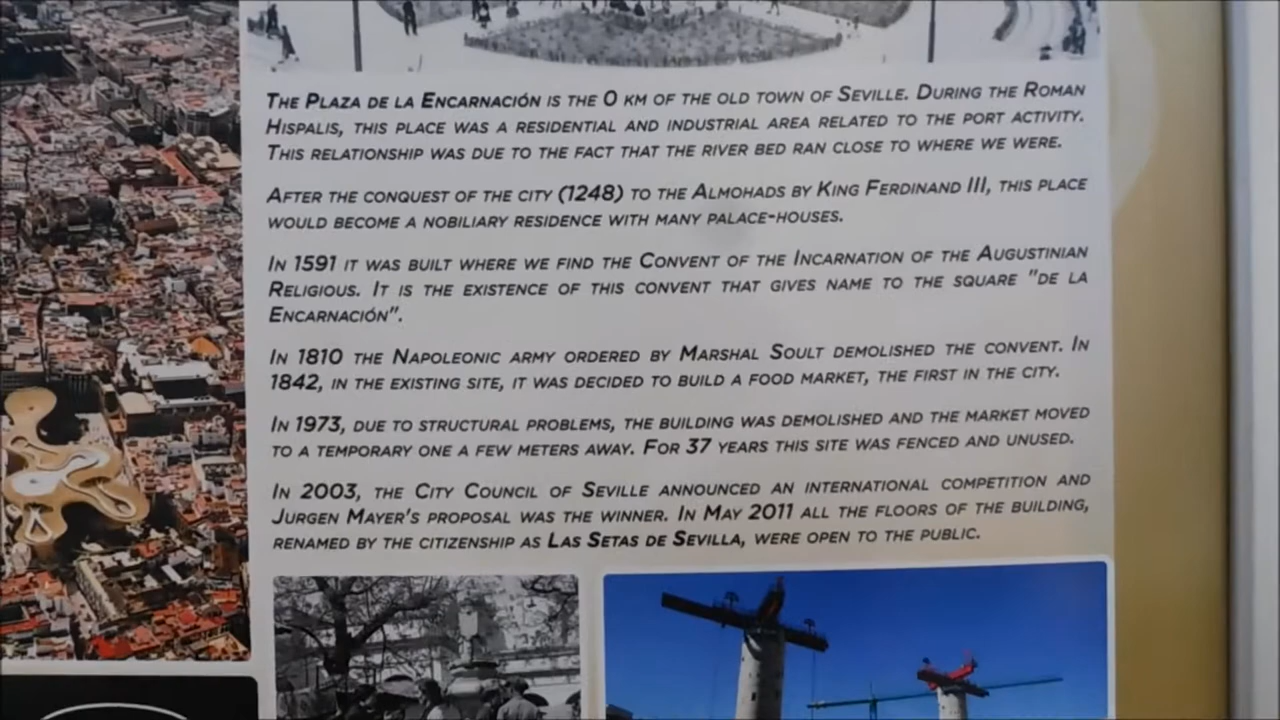 The Plaza de la Encarnación is the 0 km of the old town of Seville. During the Roman
Hispalis, this place was a residential and industrial area related to the port activity.
This relationship was due to the fact that the river bed ran close to where we were.
After the conquest of the city (1248) to the Almohads by King Ferdinand III, this place
would become a nobiliary residence with many palace-houses.
In 1591 it was built where we find the Convent of the Incarnation of the Augustinian
Religious. It is the existence of this convent that gives name to the square "de la
Encarnación".
In 1810 the Napoleonic army ordered by Marshal Soult demolished the convent. In
1842, in the existing site, it was decided to build a food market, the first in the city.
In 1973, due to structural problems, the building was demolished and the market moved
to a temporary one a few meters away. For 37 years this site was fenced and unused.
In 2003, the City Council of Seville announced an international competition and
Jurgen Mayer's proposal was the winner. In May 2011 all the floors of the building,
renamed by the citizenship as Las Setas de Sevilla, were open to the public.